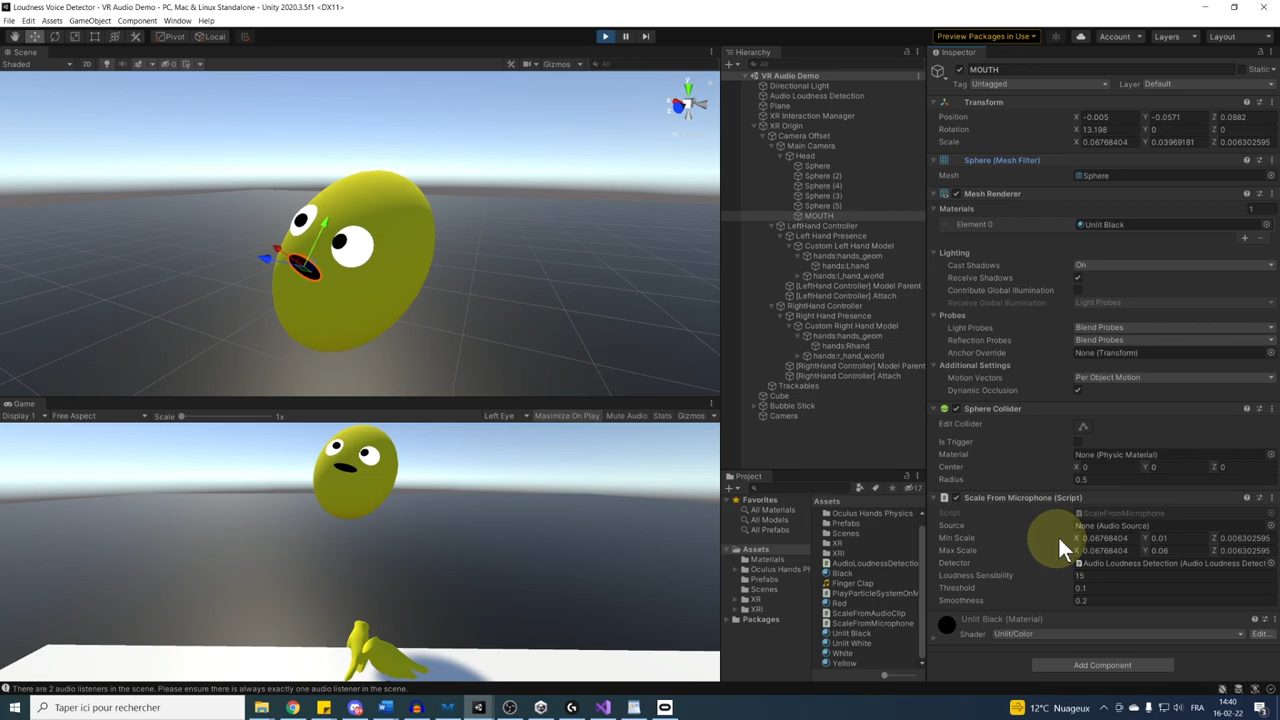 Loudness Voice Detector - VR Audio Demo - PC, Mac & Linux Standalone - Unity 2020.3.5f1 <DX11>
File Edit Assets GameObject Component Window Help
Pivot Local
Preview Packages in Use Account Layers Layout
Scene
Shaded 2D 0 Gizmos All
y x z
Game
Display 1 Free Aspect Scale 1x Left Eye Maximize On Play Mute Audio Stats Gizmos
Hierarchy
All
VR Audio Demo
Directional Light
Audio Loudness Detection
Plane
XR Interaction Manager
XR Origin
Camera Offset
Main Camera
Head
Sphere
Sphere (2)
Sphere (4)
Sphere (3)
Sphere (5)
MOUTH
LeftHand Controller
Left Hand Presence
Custom Left Hand Model
hands:hands_geom
hands:Lhand
hands:l_hand_world
[LeftHand Controller] Model Parent
[LeftHand Controller] Attach
RightHand Controller
Right Hand Presence
Custom Right Hand Model
hands:hands_geom
hands:Rhand
hands:r_hand_world
[RightHand Controller] Model Parent
[RightHand Controller] Attach
Trackables
Cube
Bubble Stick
Camera
Project
17
Favorites
All Materials
All Models
All Prefabs
Assets
Materials
Oculus Hands Ph
Prefabs
Scenes
XR
XRI
Packages
Assets
Oculus Hands Physics
Prefabs
Scenes
XR
XRI
AudioLoudnessDetectio
Black
Finger Clap
PlayParticleSystemOnM
Red
ScaleFromAudioClip
ScaleFromMicrophone
Unlit Black
Unlit White
White
Yellow
Inspector
MOUTH Static
Tag Untagged Layer Default
Transform
Position X -0.005 Y -0.0571 Z 0.0882
Rotation X 13.198 Y 0 Z 0
Scale X 0.06768404 Y 0.03969181 Z 0.006302595
Sphere (Mesh Filter)
Mesh Sphere
Mesh Renderer
Materials 1
Element 0 Unlit Black
Lighting
Cast Shadows On
Receive Shadows
Contribute Global Illumination
Receive Global Illumination Light Probes
Probes
Light Probes Blend Probes
Reflection Probes Blend Probes
Anchor Override None (Transform)
Additional Settings
Motion Vectors Per Object Motion
Dynamic Occlusion
Sphere Collider
Edit Collider
Is Trigger
Material None (Physic Material)
Center X 0 Y 0 Z 0
Radius 0.5
Scale From Microphone (Script)
Script ScaleFromMicrophone
Source None (Audio Source)
Min Scale X 0.06768404 Y 0.01 Z 0.006302595
Max Scale X 0.06768404 Y 0.06 Z 0.006302595
Detector Audio Loudness Detection (Audio Loudness Detect
Loudness Sensibility 15
Threshold 0.1
Smoothness 0.2
Unlit Black (Material)
Shader Unlit/Color Edit...
Add Component
There are 2 audio listeners in the scene. Please ensure there is always exactly one audio listener in the scene.
Taper ici pour rechercher
12°C Nuageux FRA 14:40
16-02-22